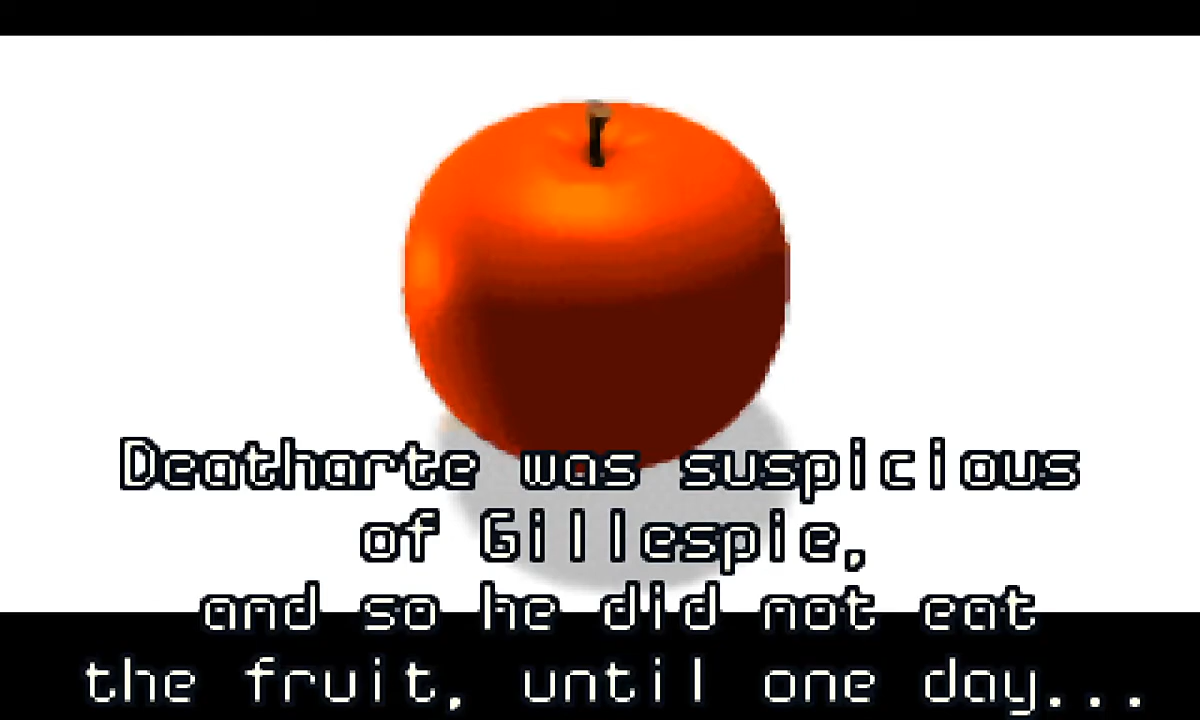 Deatharte was suspicious
of Gillespie,
and so he did not eat
the fruit, until one day...